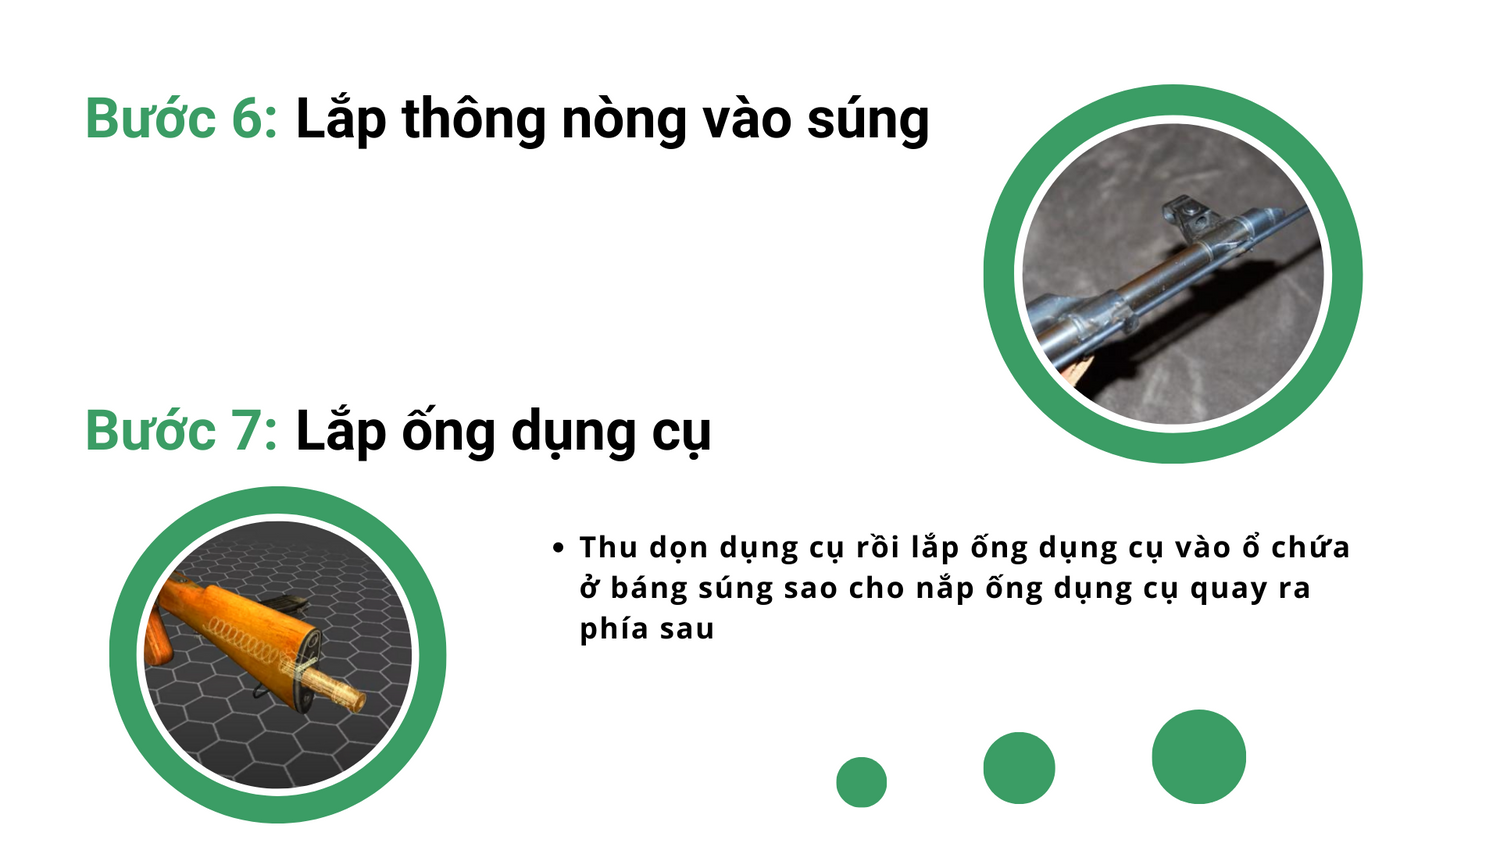 Bước 6: Lắp thông nòng vào súng
Bước 7: Lắp ống dụng cụ
• Thu dọn dụng cụ rồi lắp ống dụng cụ vào ổ chứa
ở báng súng sao cho nắp ống dụng cụ quay ra
phía sau